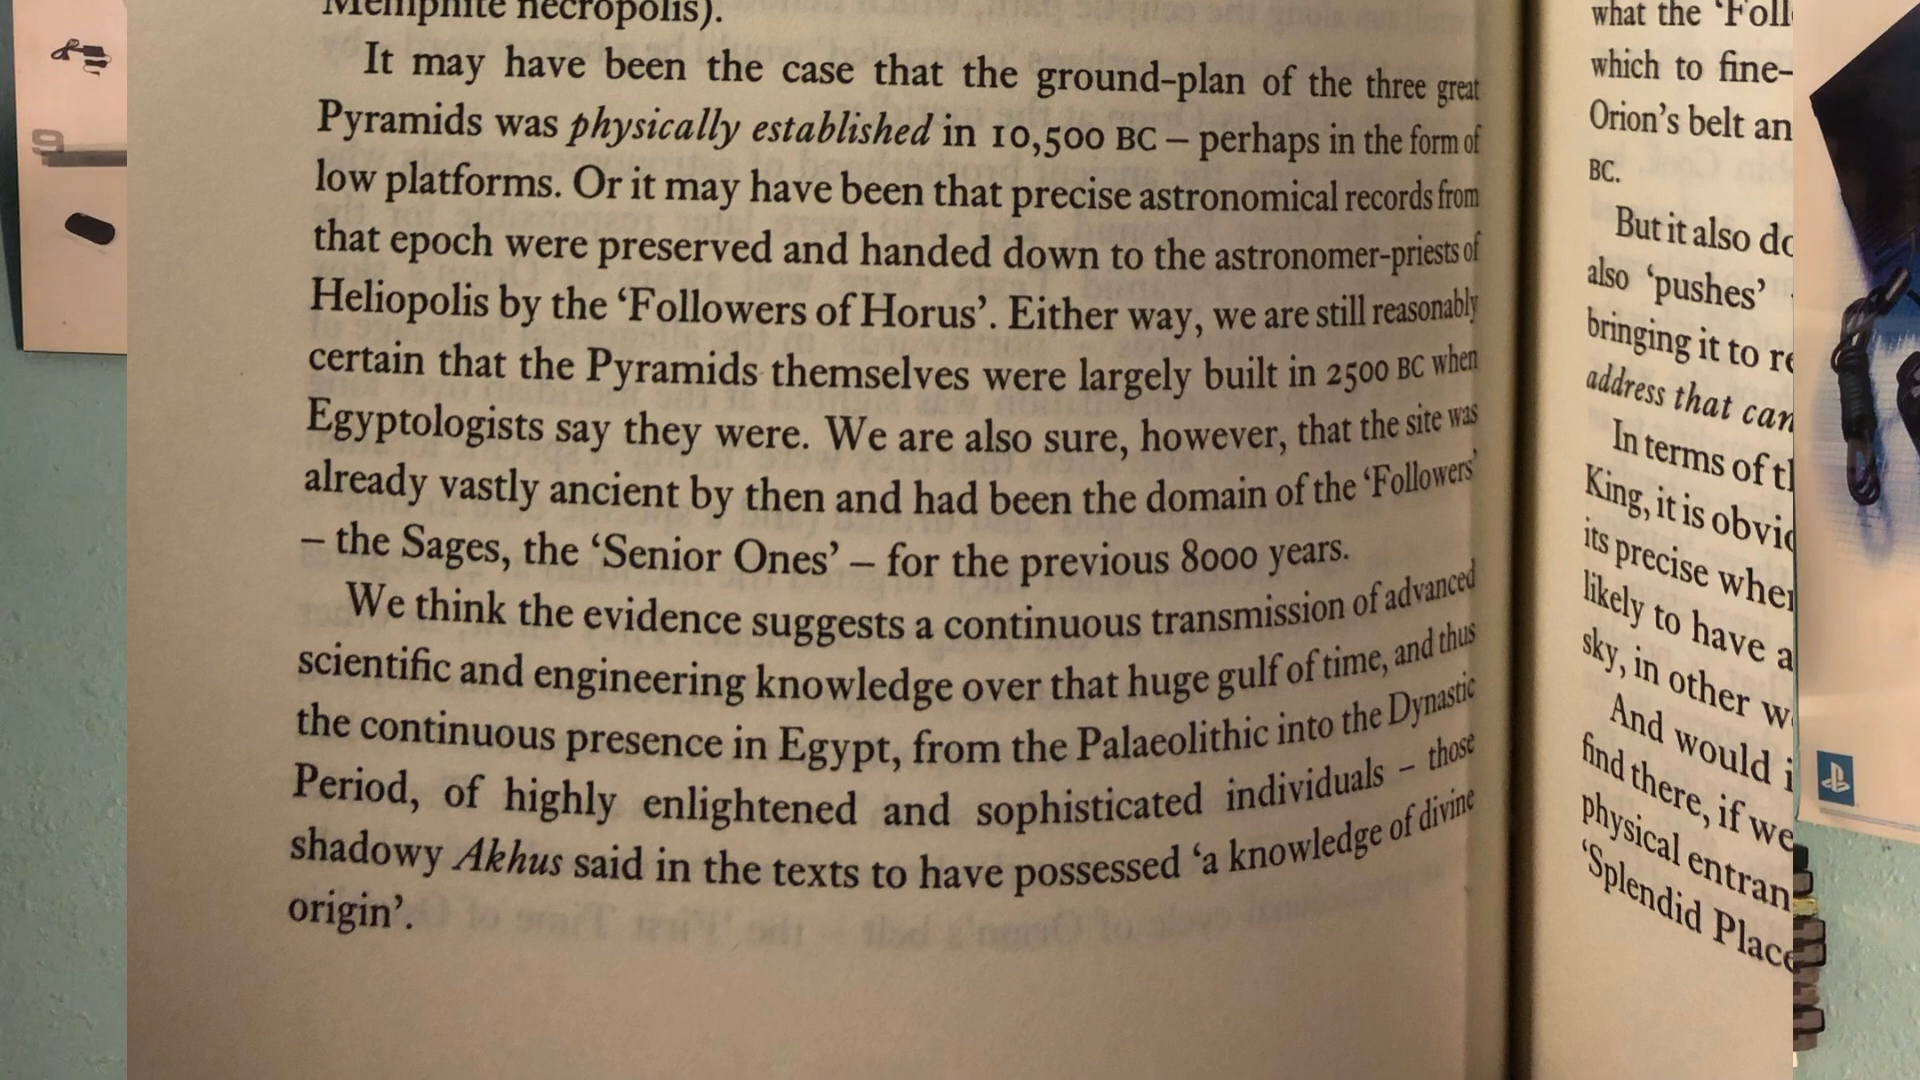 Memphite necropolis).
It may have been the case that the ground-plan of the three great
Pyramids was physically established in 10,500 BC – perhaps in the form of
low platforms. Or it may have been that precise astronomical records from
that epoch were preserved and handed down to the astronomer-priests of
Heliopolis by the ‘Followers of Horus’. Either way, we are still reasonably
certain that the Pyramids themselves were largely built in 2500 BC when
Egyptologists say they were. We are also sure, however, that the site was
already vastly ancient by then and had been the domain of the ‘Followers’
– the Sages, the ‘Senior Ones’ – for the previous 8000 years.
We think the evidence suggests a continuous transmission of advanced
scientific and engineering knowledge over that huge gulf of time, and thus
the continuous presence in Egypt, from the Palaeolithic into the Dynastic
Period, of highly enlightened and sophisticated individuals – those
shadowy Akhus said in the texts to have possessed ‘a knowledge of divine
origin’.
what the ‘Foll
which to fine-
Orion’s belt an
BC.
But it also do
also ‘pushes’
bringing it to re
address that can
In terms of th
King, it is obvio
its precise wher
likely to have a
sky, in other w
And would i
find there, if we
physical entran
‘Splendid Place
9